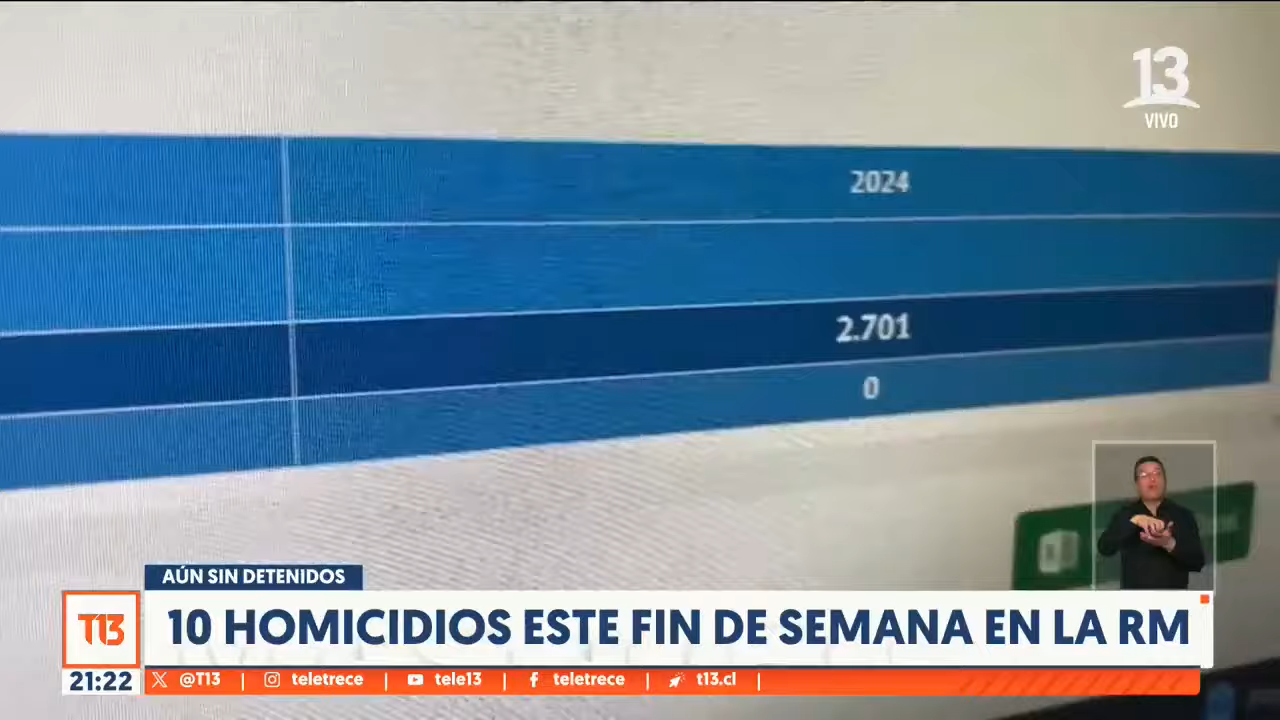 13
VIVO
2024
2.701
0
AÚN SIN DETENIDOS
T13
10 HOMICIDIOS ESTE FIN DE SEMANA EN LA RM
21:22
@T13 | teletrece | tele13 | teletrece | t13.cl |